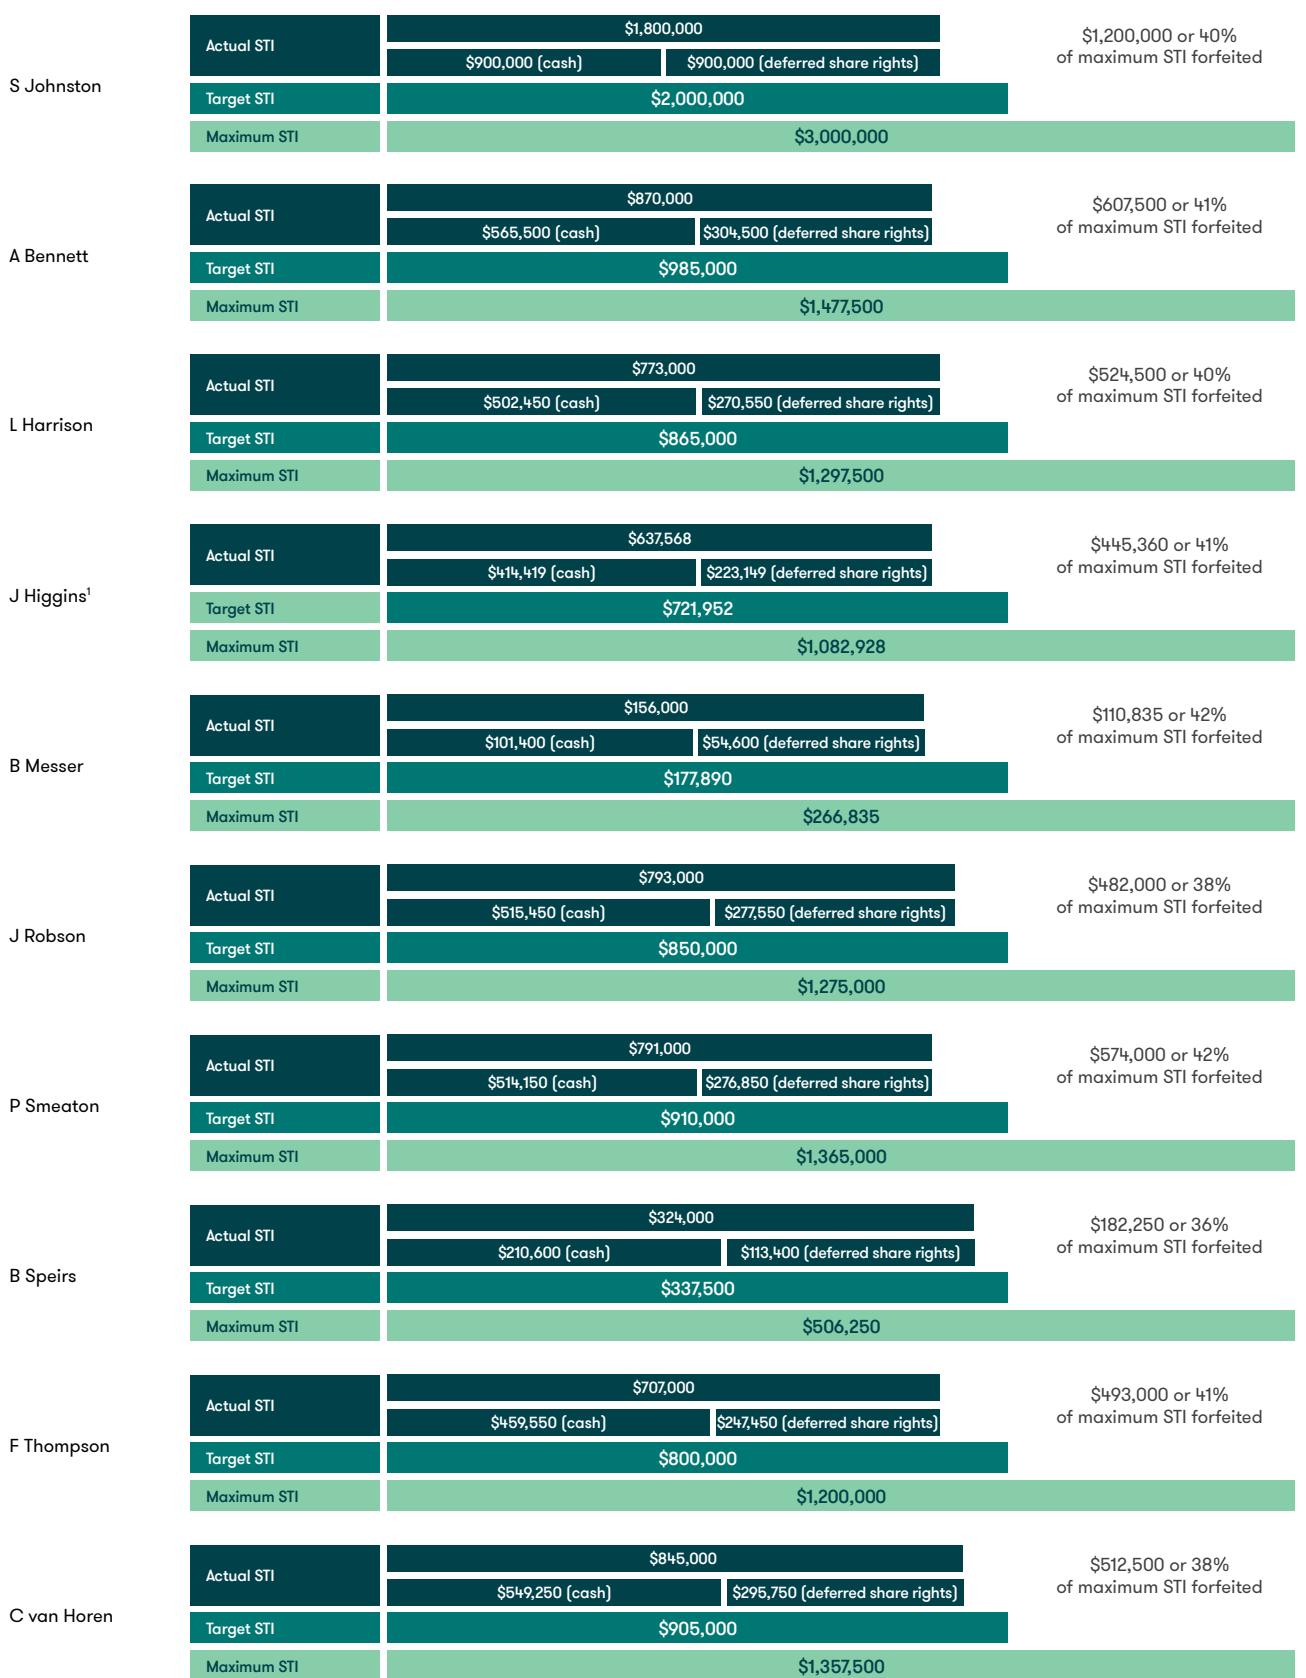 Actual STI
$1,800,000
$900,000 (cash)
$900,000 (deferred share rights)
$1,200,000 or 40%
of maximum STI forfeited
S Johnston
Target STI
$2,000,000
Maximum STI
$3,000,000
Actual STI
$870,000
$565,500 (cash)
$304,500 (deferred share rights)
$607,500 or 41%
of maximum STI forfeited
A Bennett
Target STI
$985,000
Maximum STI
$1,477,500
Actual STI
$773,000
$502,450 (cash)
$270,550 (deferred share rights)
$524,500 or 40%
of maximum STI forfeited
L Harrison
Target STI
$865,000
Maximum STI
$1,297,500
Actual STI
$637,568
$414,419 (cash)
$223,149 (deferred share rights)
$445,360 or 41%
of maximum STI forfeited
J Higgins¹
Target STI
$721,952
Maximum STI
$1,082,928
Actual STI
$156,000
$101,400 (cash)
$54,600 (deferred share rights)
$110,835 or 42%
of maximum STI forfeited
B Messer
Target STI
$177,890
Maximum STI
$266,835
Actual STI
$793,000
$515,450 (cash)
$277,550 (deferred share rights)
$482,000 or 38%
of maximum STI forfeited
J Robson
Target STI
$850,000
Maximum STI
$1,275,000
Actual STI
$791,000
$514,150 (cash)
$276,850 (deferred share rights)
$574,000 or 42%
of maximum STI forfeited
P Smeaton
Target STI
$910,000
Maximum STI
$1,365,000
Actual STI
$324,000
$210,600 (cash)
$113,400 (deferred share rights)
$182,250 or 36%
of maximum STI forfeited
B Speirs
Target STI
$337,500
Maximum STI
$506,250
Actual STI
$707,000
$459,550 (cash)
$247,450 (deferred share rights)
$493,000 or 41%
of maximum STI forfeited
F Thompson
Target STI
$800,000
Maximum STI
$1,200,000
Actual STI
$845,000
$549,250 (cash)
$295,750 (deferred share rights)
$512,500 or 38%
of maximum STI forfeited
C van Horen
Target STI
$905,000
Maximum STI
$1,357,500